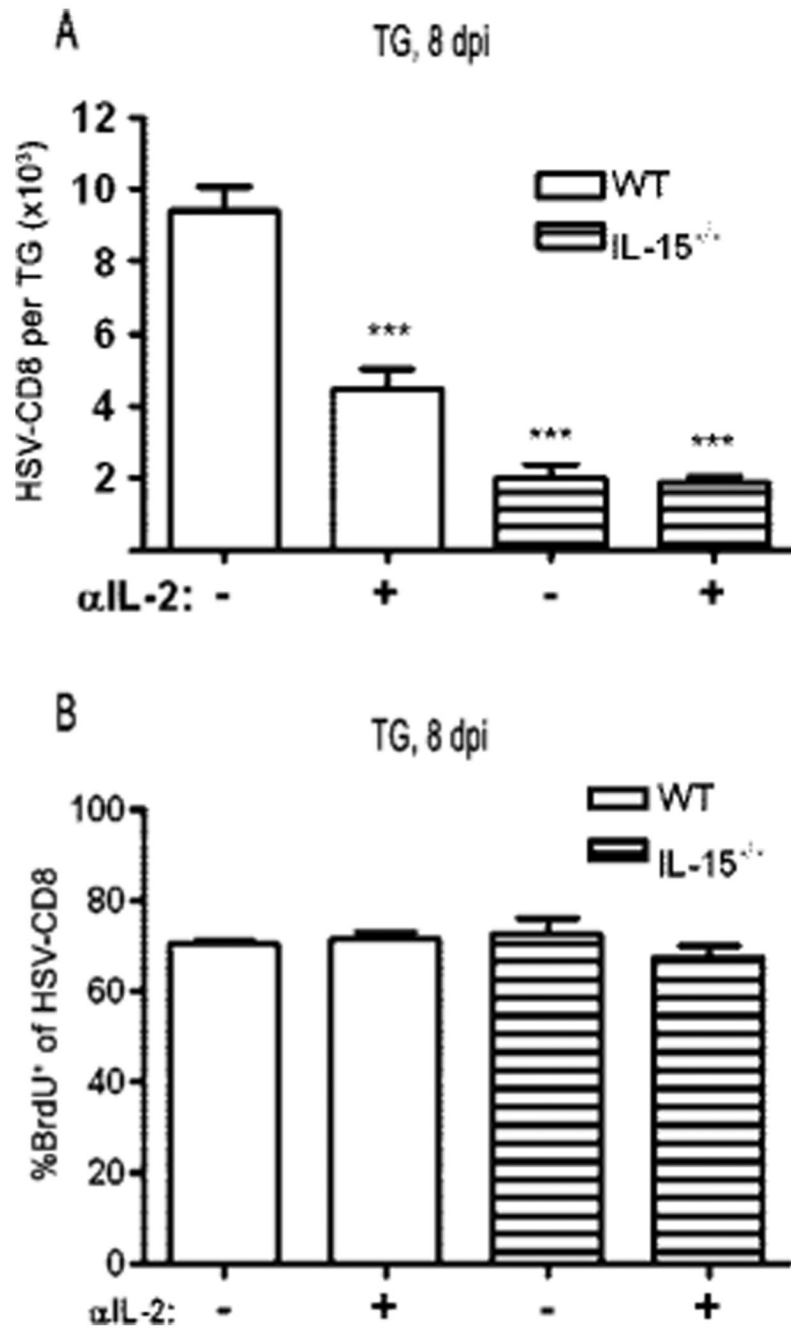 A
TG, 8 dpi
12
10
8
6
4
2
HSV-CD8 per TG (x10³)
WT
IL-15⁻/⁻
***
***
***
αIL-2: - + - +
B
TG, 8 dpi
100
80
60
40
20
0
%BrdU⁺ of HSV-CD8
WT
IL-15⁻/⁻
αIL-2: - + - +